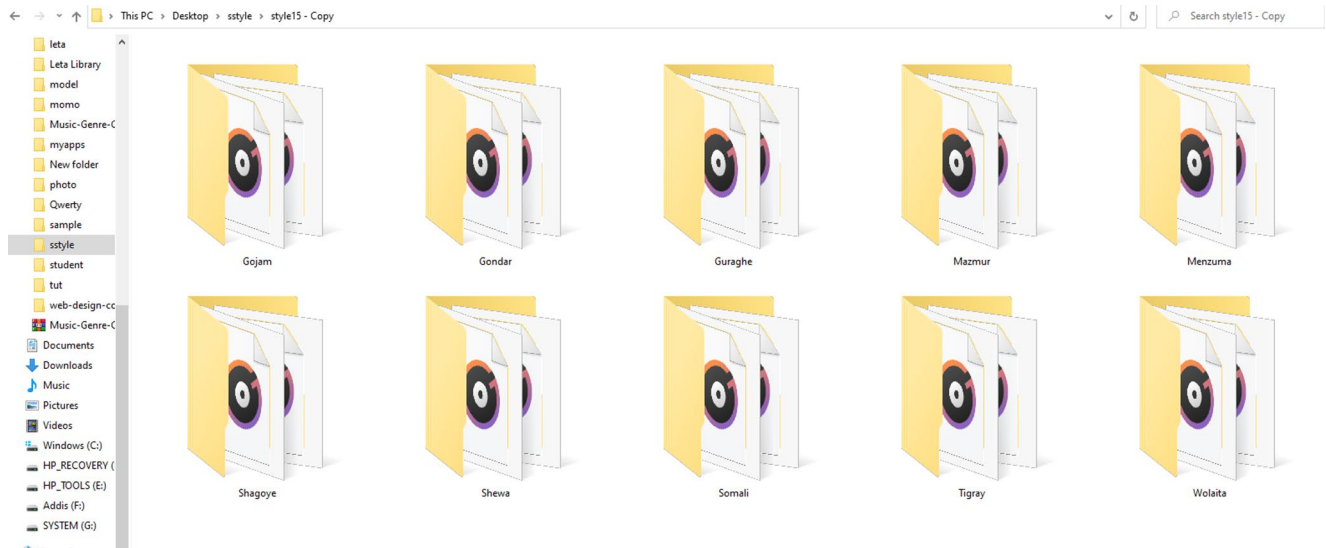 This PC > Desktop > sstyle > style15 - Copy
Search style15 - Copy
leta
Leta Library
model
momo
Music-Genre-C
myapps
New folder
photo
Qwerty
sample
sstyle
student
tut
web-design-cc
Music-Genre-C
Documents
Downloads
Music
Pictures
Videos
Windows (C:)
HP_RECOVERY (
HP_TOOLS (E:)
Addis (F:)
SYSTEM (G:)
Gojam Gondar Guraghe Mazmur Menzuma
Shagoye Shewa Somali Tigray Wolaita